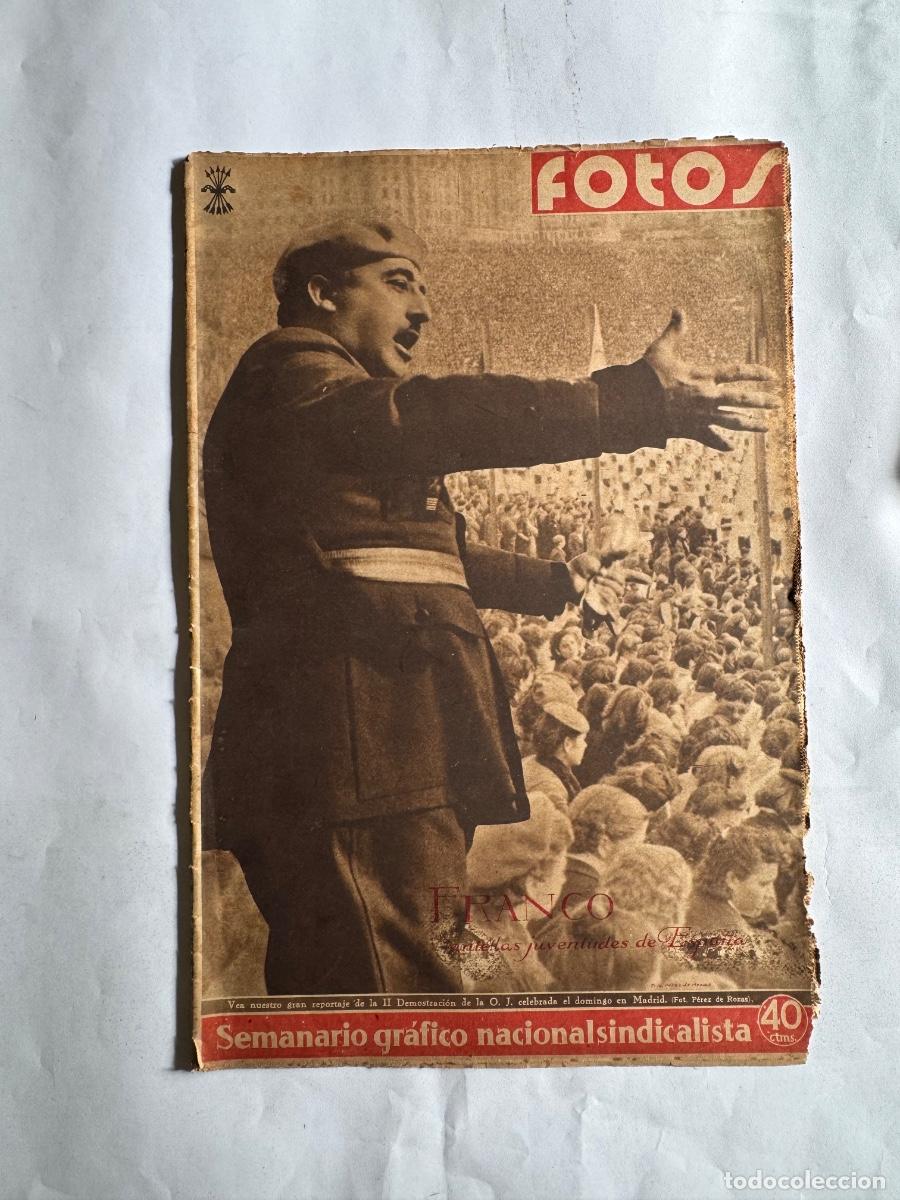 FOTOS
FRANCO
ante las juventudes de España
Vea nuestro gran reportaje de la II Demostración de la O. J. celebrada el domingo en Madrid. (Fot. Pérez de Rozas).
Semanario gráfico nacionalsindicalista
40
ctms.
todocoleccion